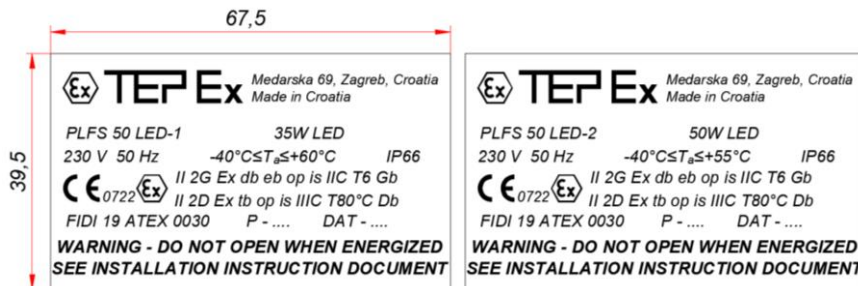 67,5
39,5
Ex TEP Ex Medarska 69, Zagreb, Croatia
Made in Croatia
PLFS 50 LED-1 35W LED
230 V 50 Hz -40°C≤Ta≤+60°C IP66
CE 0722 Ex II 2G Ex db eb op is IIC T6 Gb
II 2D Ex tb op is IIIC T80°C Db
FIDI 19 ATEX 0030 P - .... DAT - ....
WARNING - DO NOT OPEN WHEN ENERGIZED
SEE INSTALLATION INSTRUCTION DOCUMENT
Ex TEP Ex Medarska 69, Zagreb, Croatia
Made in Croatia
PLFS 50 LED-2 50W LED
230 V 50 Hz -40°C≤Ta≤+55°C IP66
CE 0722 Ex II 2G Ex db eb op is IIC T6 Gb
II 2D Ex tb op is IIIC T80°C Db
FIDI 19 ATEX 0030 P - .... DAT - ....
WARNING - DO NOT OPEN WHEN ENERGIZED
SEE INSTALLATION INSTRUCTION DOCUMENT